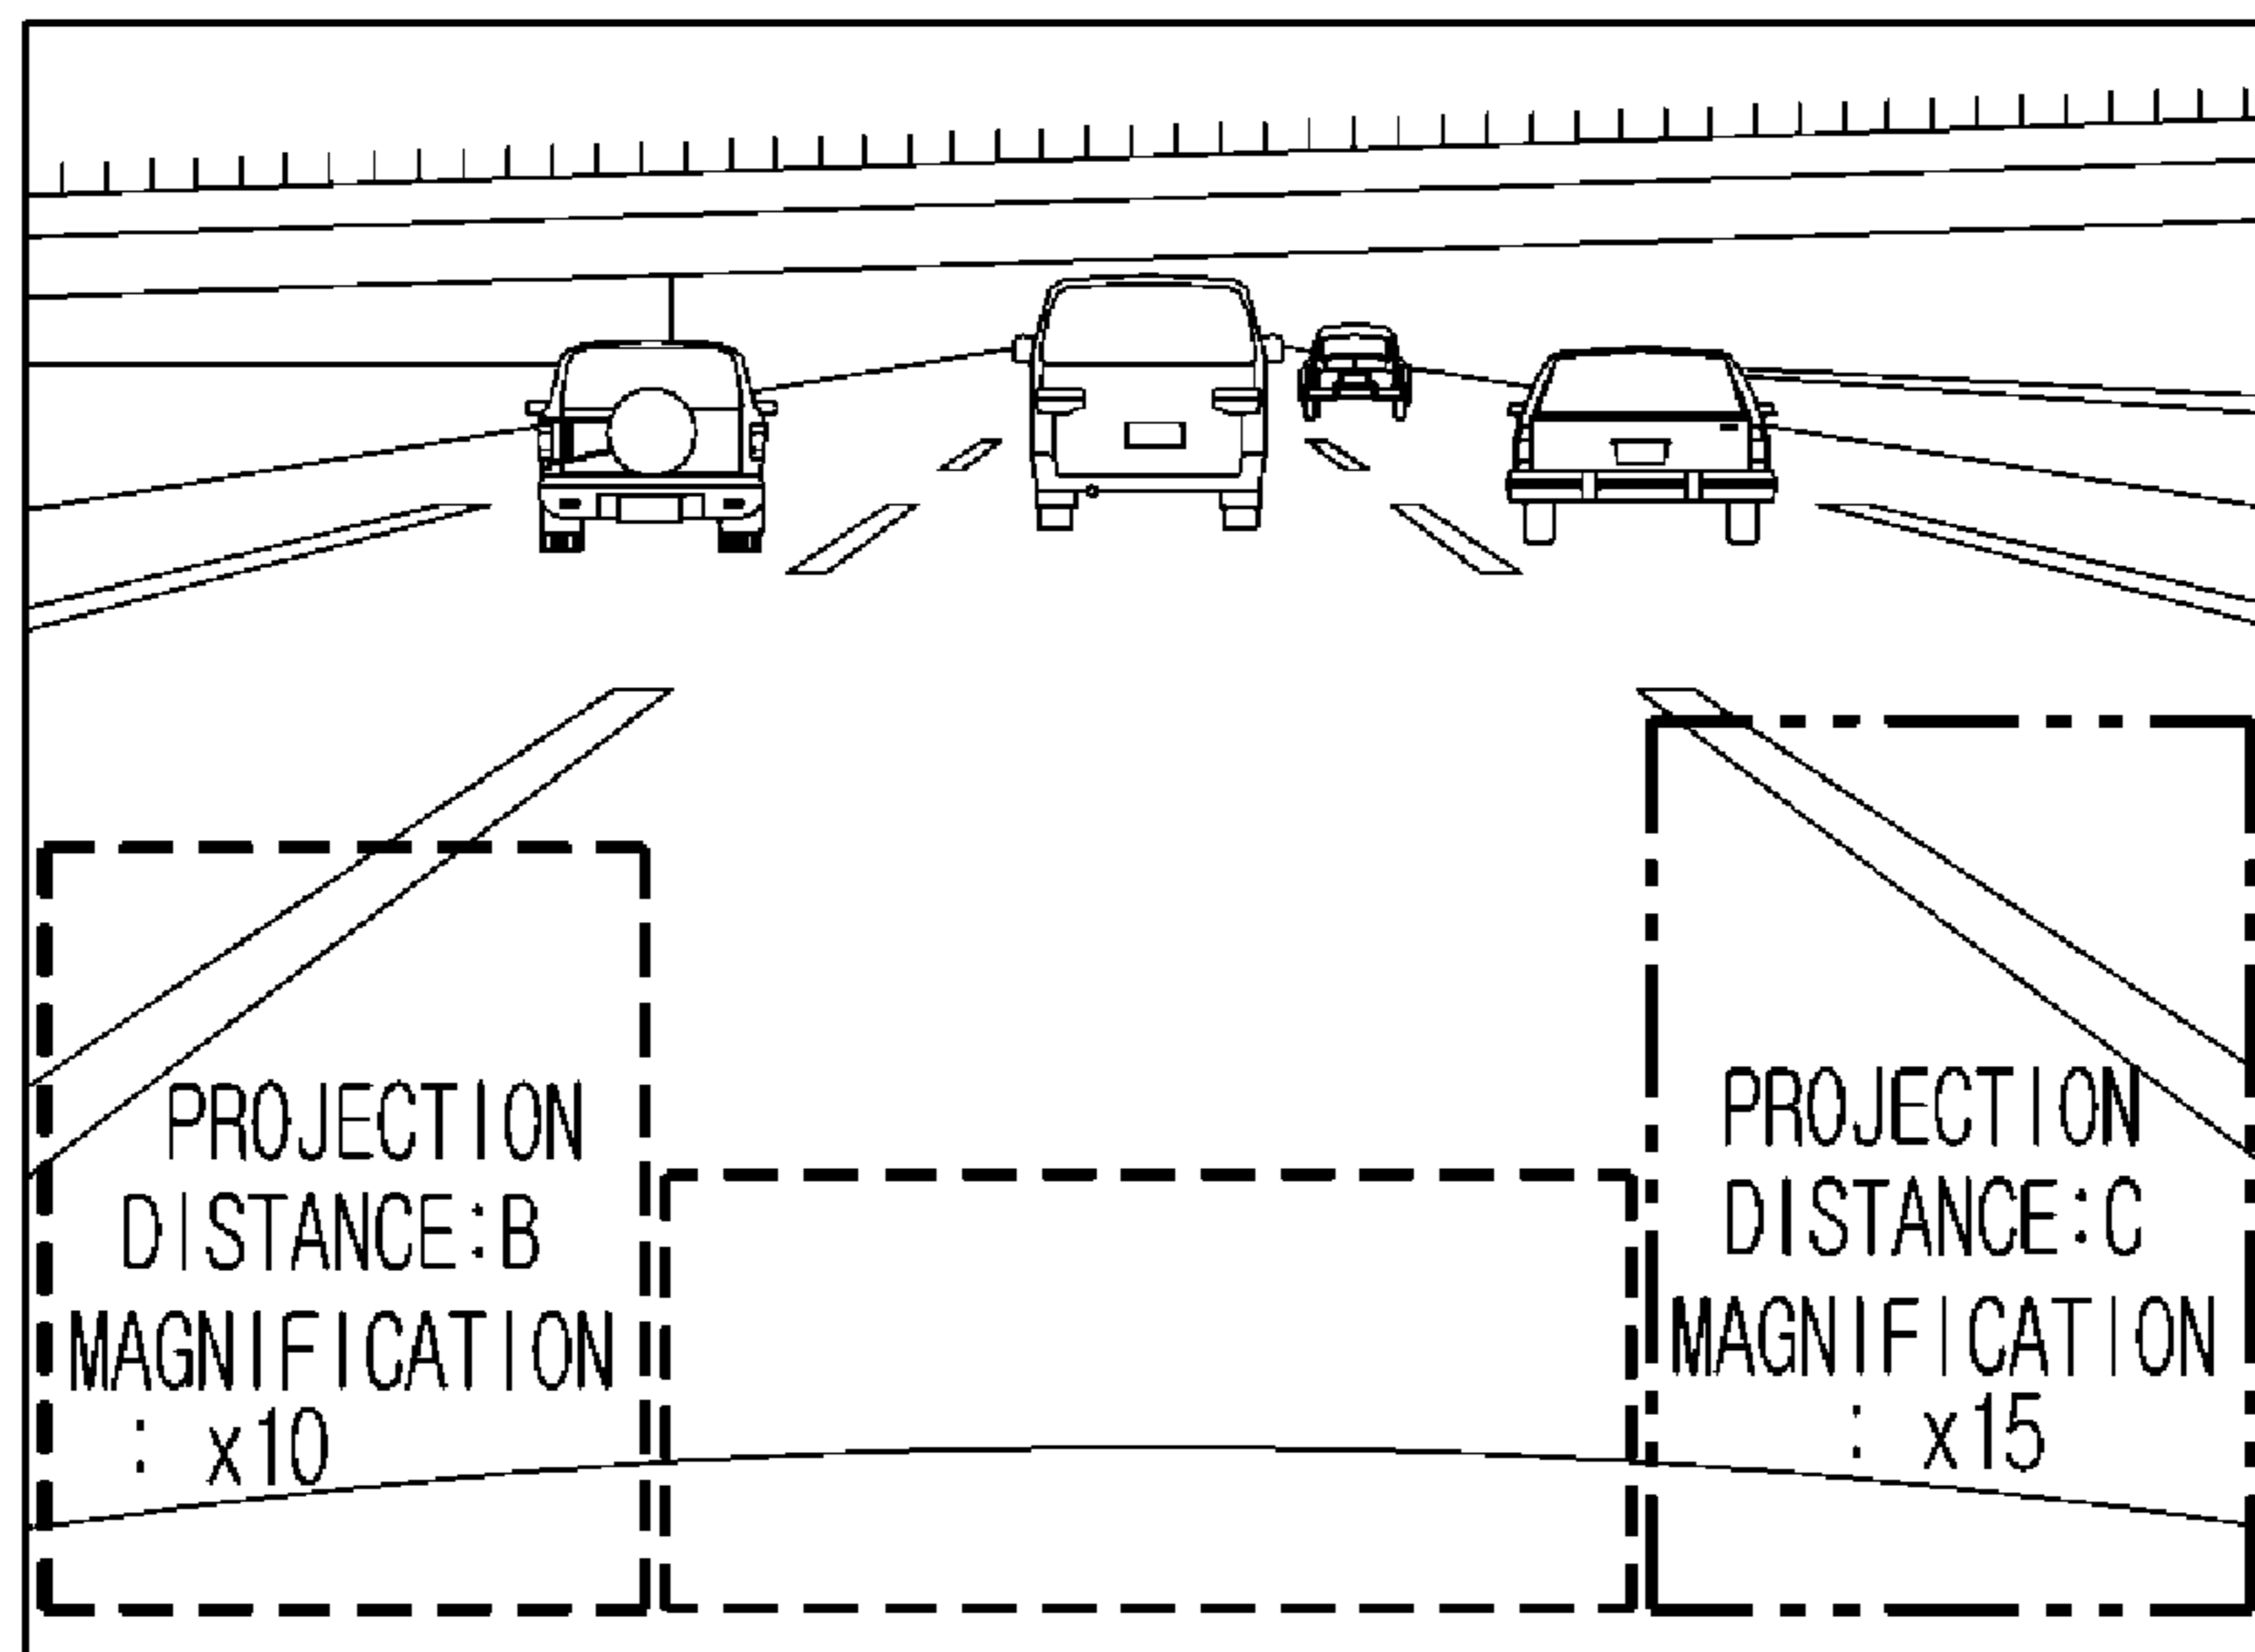 PROJECTION
DISTANCE:B
MAGNIFICATION
: x10
PROJECTION
DISTANCE:C
MAGNIFICATION
: x15